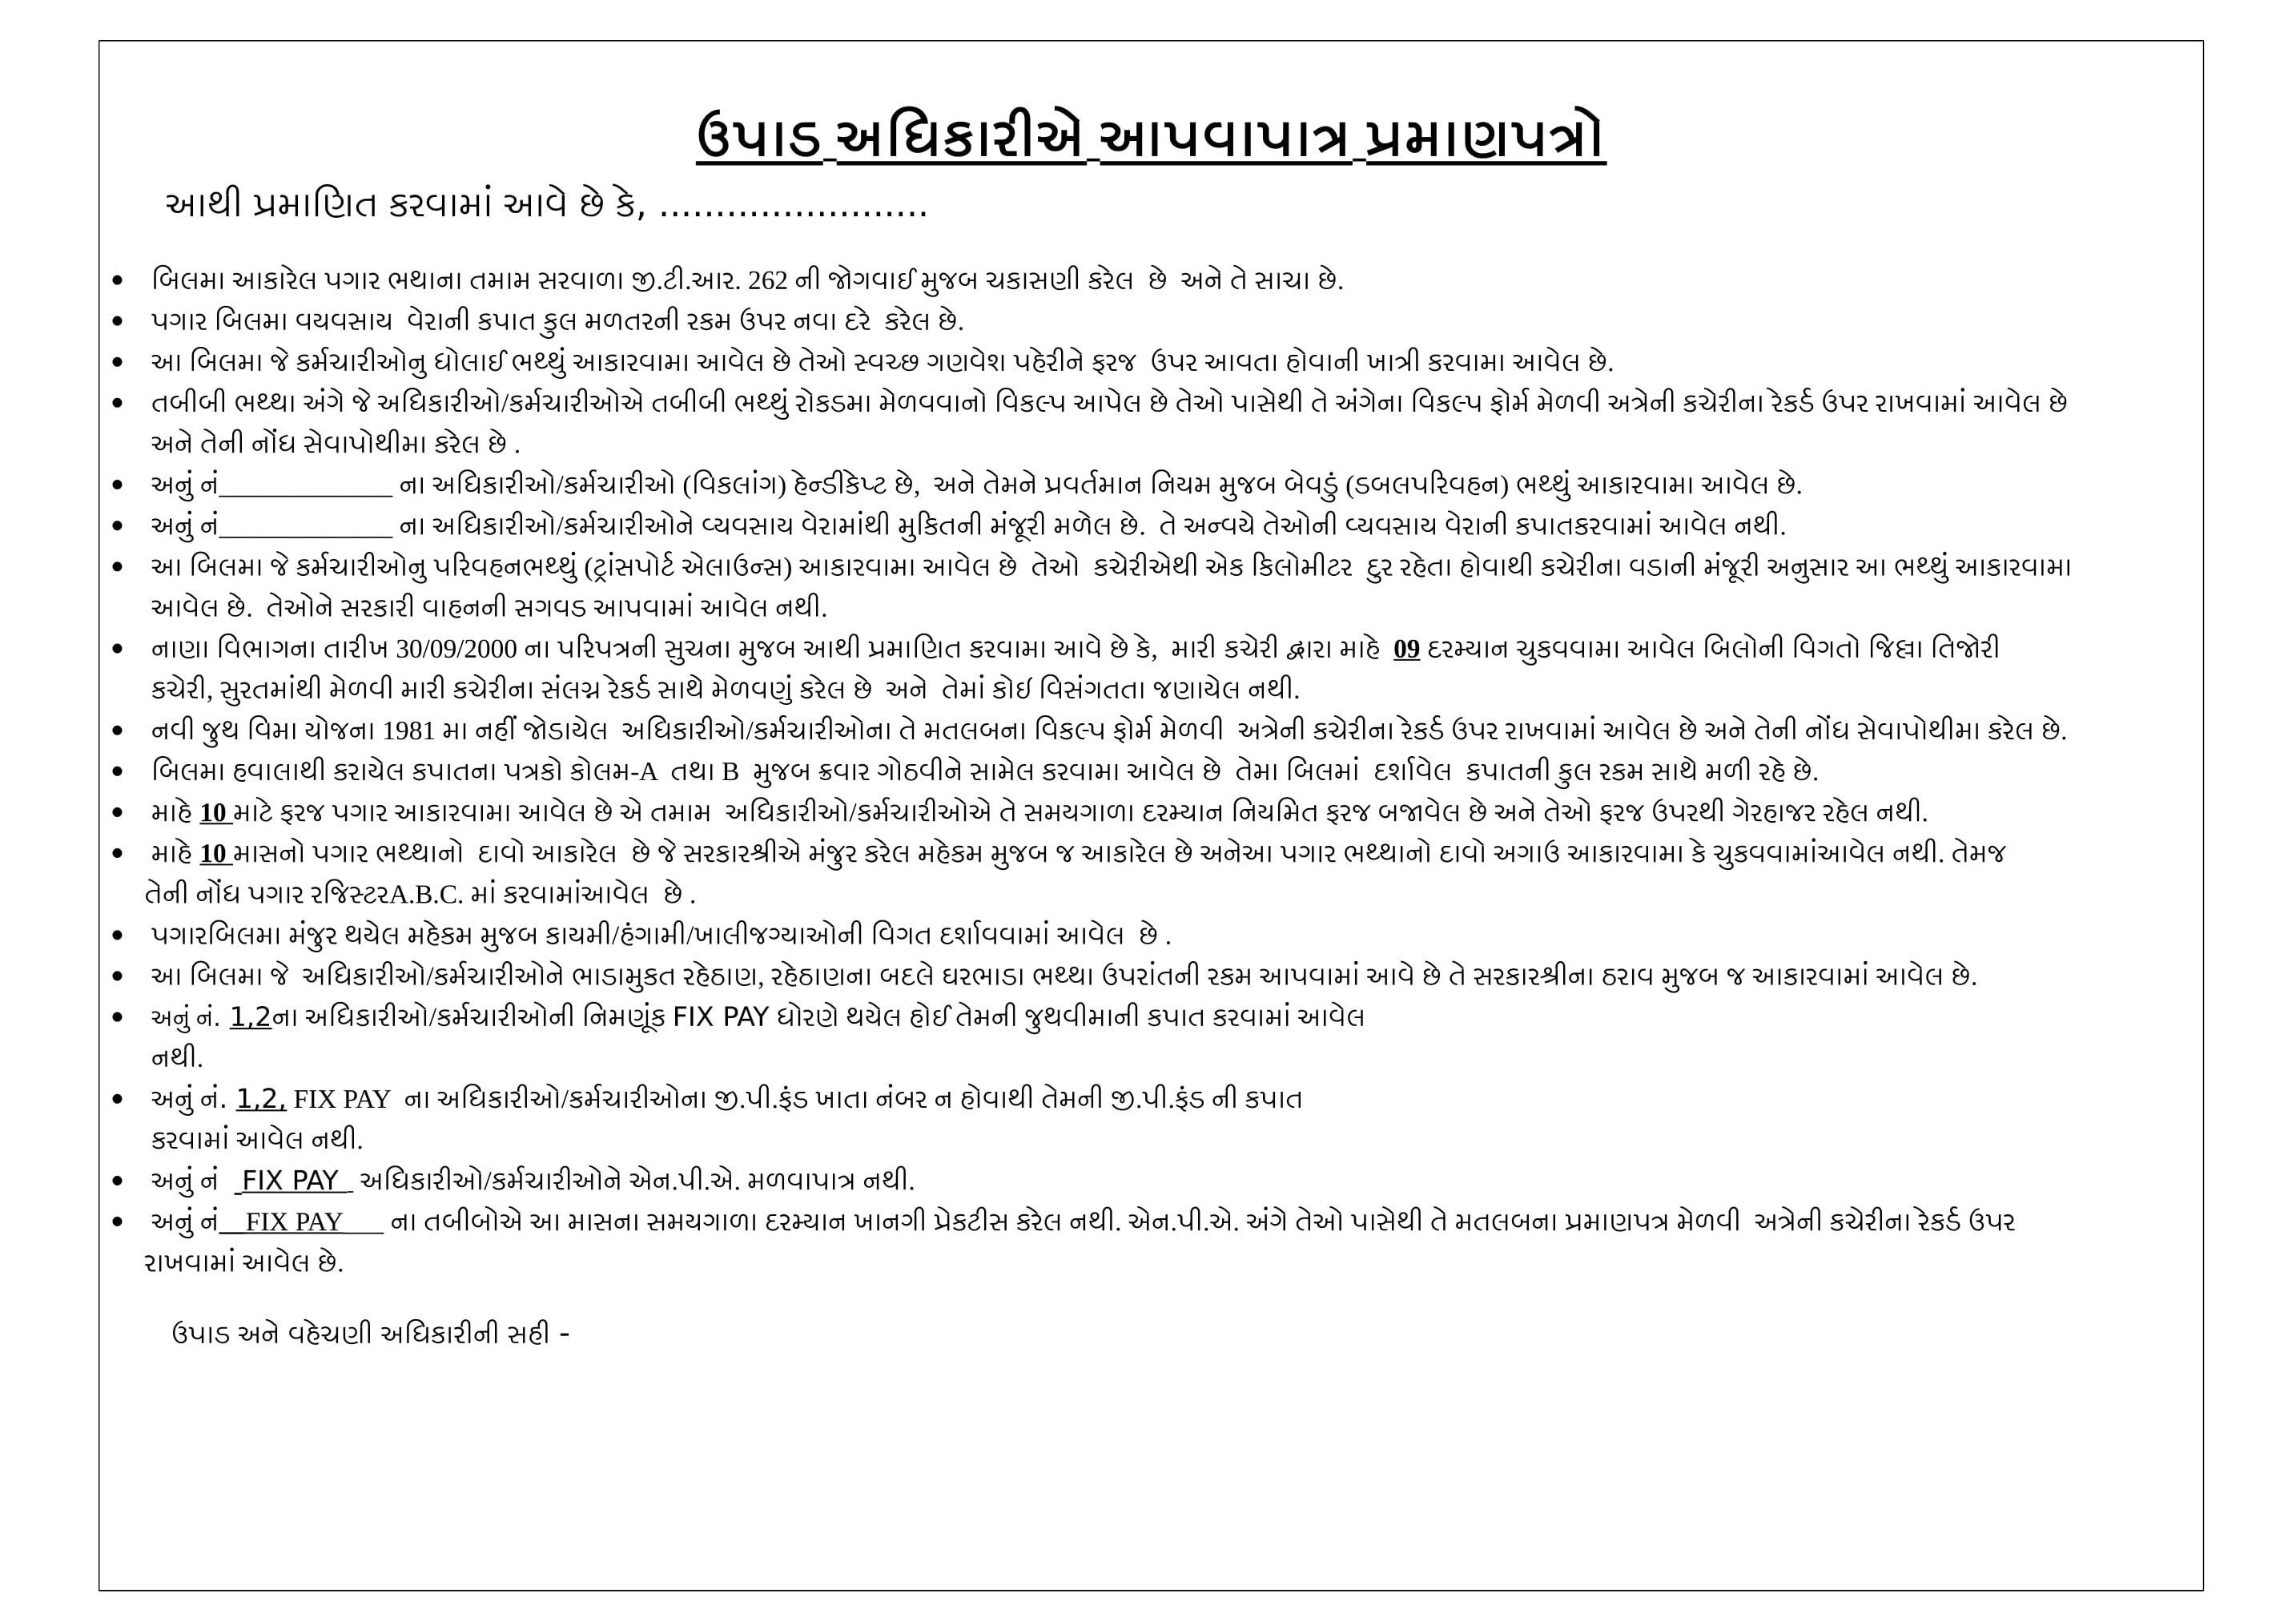 ઉપાડ અધિકારીએ આપવાપાત્ર પ્રમાણપત્રો
આથી પ્રમાણિત કરવામાં આવે છે કે, ........................
• બિલમા આકારેલ પગાર ભથાના તમામ સરવાળા જી.ટી.આર. 262 ની જોગવાઈ મુજબ ચકાસણી કરેલ છે અને તે સાચા છે.
• પગાર બિલમા વયવસાય વેરાની કપાત કુલ મળતરની રકમ ઉપર નવા દરે કરેલ છે.
• આ બિલમા જે કર્મચારીઓનુ ધોલાઈ ભથ્થું આકારવામા આવેલ છે તેઓ સ્વચ્છ ગણવેશ પહેરીને ફરજ ઉપર આવતા હોવાની ખાત્રી કરવામા આવેલ છે.
• તબીબી ભથ્થા અંગે જે અધિકારીઓ/કર્મચારીઓએ તબીબી ભથ્થું રોકડમા મેળવવાનો વિકલ્પ આપેલ છે તેઓ પાસેથી તે અંગેના વિકલ્પ ફોર્મ મેળવી અત્રેની કચેરીના રેકર્ડ ઉપર રાખવામાં આવેલ છે
અને તેની નોંધ સેવાપોથીમા કરેલ છે .
• અનું નં_____________ ના અધિકારીઓ/કર્મચારીઓ (વિકલાંગ) હેન્ડીકેપ્ટ છે, અને તેમને પ્રવર્તમાન નિયમ મુજબ બેવડું (ડબલપરિવહન) ભથ્થું આકારવામા આવેલ છે.
• અનું નં_____________ ના અધિકારીઓ/કર્મચારીઓને વ્યવસાય વેરામાંથી મુકિતની મંજૂરી મળેલ છે. તે અન્વયે તેઓની વ્યવસાય વેરાની કપાતકરવામાં આવેલ નથી.
• આ બિલમા જે કર્મચારીઓનુ પરિવહનભથ્થું (ટ્રાંસપોર્ટ એલાઉન્સ) આકારવામા આવેલ છે તેઓ કચેરીએથી એક કિલોમીટર દુર રહેતા હોવાથી કચેરીના વડાની મંજૂરી અનુસાર આ ભથ્થું આકારવામા
આવેલ છે. તેઓને સરકારી વાહનની સગવડ આપવામાં આવેલ નથી.
• નાણા વિભાગના તારીખ 30/09/2000 ના પરિપત્રની સુચના મુજબ આથી પ્રમાણિત કરવામા આવે છે કે, મારી કચેરી દ્વારા માહે 09 દરમ્યાન ચુકવવામા આવેલ બિલોની વિગતો જિલ્લા તિજોરી
કચેરી, સુરતમાંથી મેળવી મારી કચેરીના સંલગ્ન રેકર્ડ સાથે મેળવણું કરેલ છે અને તેમાં કોઈ વિસંગતતા જણાયેલ નથી.
• નવી જુથ વિમા યોજના 1981 મા નહીં જોડાયેલ અધિકારીઓ/કર્મચારીઓના તે મતલબના વિકલ્પ ફોર્મ મેળવી અત્રેની કચેરીના રેકર્ડ ઉપર રાખવામાં આવેલ છે અને તેની નોંધ સેવાપોથીમા કરેલ છે.
• બિલમા હવાલાથી કરાયેલ કપાતના પત્રકો કોલમ-A તથા B મુજબ ક્રવાર ગોઠવીને સામેલ કરવામા આવેલ છે તેમા બિલમાં દર્શાવેલ કપાતની કુલ રકમ સાથે મળી રહે છે.
• માહે 10 માટે ફરજ પગાર આકારવામા આવેલ છે એ તમામ અધિકારીઓ/કર્મચારીઓએ તે સમયગાળા દરમ્યાન નિયમિત ફરજ બજાવેલ છે અને તેઓ ફરજ ઉપરથી ગેરહાજર રહેલ નથી.
• માહે 10 માસનો પગાર ભથ્થાનો દાવો આકારેલ છે જે સરકારશ્રીએ મંજુર કરેલ મહેકમ મુજબ જ આકારેલ છે અનેઆ પગાર ભથ્થાનો દાવો અગાઉ આકારવામા કે ચુકવવામાંઆવેલ નથી. તેમજ
તેની નોંધ પગાર રજિસ્ટરA.B.C. માં કરવામાંઆવેલ છે .
• પગારબિલમા મંજુર થયેલ મહેકમ મુજબ કાયમી/હંગામી/ખાલીજગ્યાઓની વિગત દર્શાવવામાં આવેલ છે .
• આ બિલમા જે અધિકારીઓ/કર્મચારીઓને ભાડામુકત રહેઠાણ, રહેઠાણના બદલે ઘરભાડા ભથ્થા ઉપરાંતની રકમ આપવામાં આવે છે તે સરકારશ્રીના ઠરાવ મુજબ જ આકારવામાં આવેલ છે.
• અનું નં. 1,2ના અધિકારીઓ/કર્મચારીઓની નિમણૂંક FIX PAY ધોરણે થયેલ હોઈ તેમની જુથવીમાની કપાત કરવામાં આવેલ
નથી.
• અનું નં. 1,2, FIX PAY ના અધિકારીઓ/કર્મચારીઓના જી.પી.ફંડ ખાતા નંબર ન હોવાથી તેમની જી.પી.ફંડ ની કપાત
કરવામાં આવેલ નથી.
• અનું નં _FIX PAY_ અધિકારીઓ/કર્મચારીઓને એન.પી.એ. મળવાપાત્ર નથી.
• અનું નં__FIX PAY___ ના તબીબોએ આ માસના સમયગાળા દરમ્યાન ખાનગી પ્રેકટીસ કરેલ નથી. એન.પી.એ. અંગે તેઓ પાસેથી તે મતલબના પ્રમાણપત્ર મેળવી અત્રેની કચેરીના રેકર્ડ ઉપર
રાખવામાં આવેલ છે.
ઉપાડ અને વહેચણી અધિકારીની સહી -